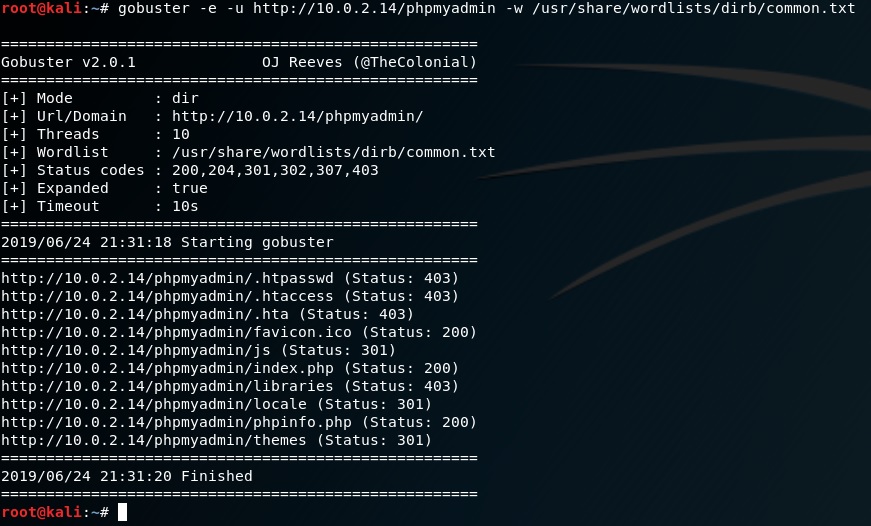 root@kali:~# gobuster -e -u http://10.0.2.14/phpmyadmin -w /usr/share/wordlists/dirb/common.txt
=====================================================
Gobuster v2.0.1              OJ Reeves (@TheColonial)
=====================================================
[+] Mode         : dir
[+] Url/Domain   : http://10.0.2.14/phpmyadmin/
[+] Threads      : 10
[+] Wordlist     : /usr/share/wordlists/dirb/common.txt
[+] Status codes : 200,204,301,302,307,403
[+] Expanded     : true
[+] Timeout      : 10s
=====================================================
2019/06/24 21:31:18 Starting gobuster
=====================================================
http://10.0.2.14/phpmyadmin/.htpasswd (Status: 403)
http://10.0.2.14/phpmyadmin/.htaccess (Status: 403)
http://10.0.2.14/phpmyadmin/.hta (Status: 403)
http://10.0.2.14/phpmyadmin/favicon.ico (Status: 200)
http://10.0.2.14/phpmyadmin/js (Status: 301)
http://10.0.2.14/phpmyadmin/index.php (Status: 200)
http://10.0.2.14/phpmyadmin/libraries (Status: 403)
http://10.0.2.14/phpmyadmin/locale (Status: 301)
http://10.0.2.14/phpmyadmin/phpinfo.php (Status: 200)
http://10.0.2.14/phpmyadmin/themes (Status: 301)
=====================================================
2019/06/24 21:31:20 Finished
=====================================================
root@kali:~#